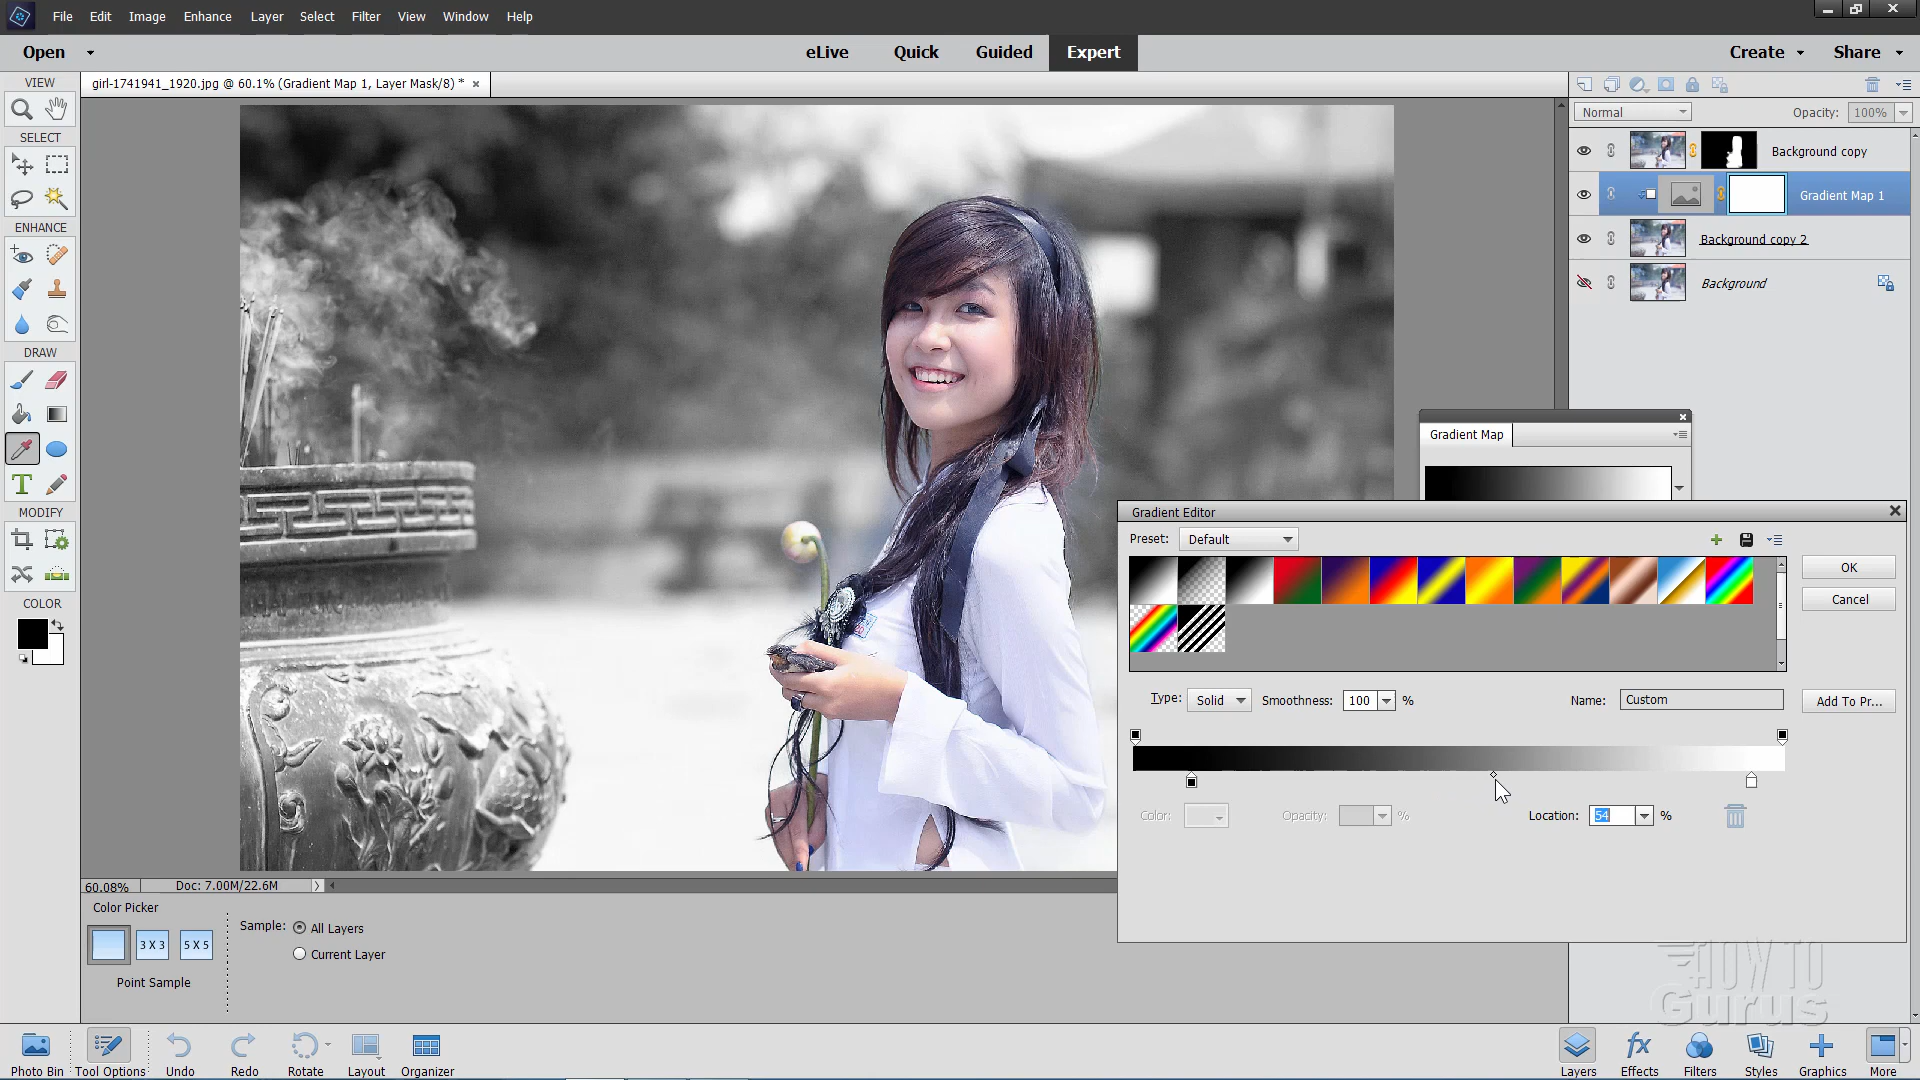 File Edit Image Enhance Layer Select Filter View Window Help
Open eLive Quick Guided Expert Create Share
VIEW
girl-1741941_1920.jpg @ 60.1% (Gradient Map 1, Layer Mask/8) * ×
Normal Opacity: 100%
SELECT
Background copy
Gradient Map 1
ENHANCE
Background copy 2
Background
DRAW
Gradient Map
T
MODIFY
Gradient Editor
Preset: Default
OK
Cancel
COLOR
Type: Solid Smoothness: 100 % Name: Custom Add To Pr...
Color: Opacity: % Location: 54 %
60.08% Doc: 7.00M/22.6M
Color Picker
Sample: All Layers
3 X 3 5 X 5
Current Layer
Point Sample
HOW TO
Gurus
fx
Photo Bin Tool Options Undo Redo Rotate Layout Organizer Layers Effects Filters Styles Graphics More